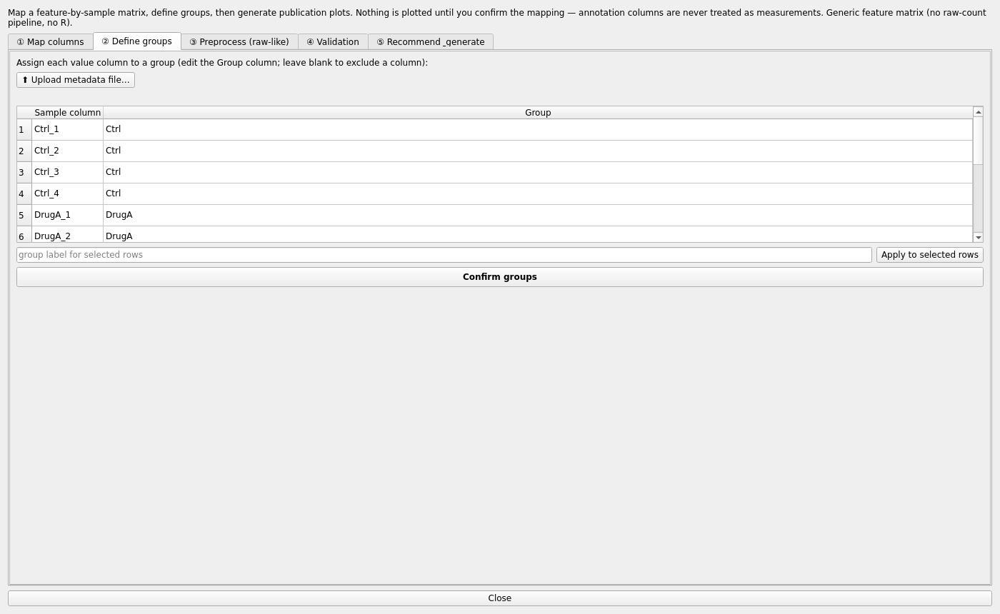 Map a feature-by-sample matrix, define groups, then generate publication plots. Nothing is plotted until you confirm the mapping — annotation columns are never treated as measurements. Generic feature matrix (no raw-count
pipeline, no R).
① Map columns ② Define groups ③ Preprocess (raw-like) ④ Validation ⑤ Recommend _generate
Assign each value column to a group (edit the Group column; leave blank to exclude a column):
⬆ Upload metadata file...
Sample column Group
1 Ctrl_1 Ctrl
2 Ctrl_2 Ctrl
3 Ctrl_3 Ctrl
4 Ctrl_4 Ctrl
5 DrugA_1 DrugA
6 DrugA_2 DrugA
group label for selected rows Apply to selected rows
Confirm groups
Close